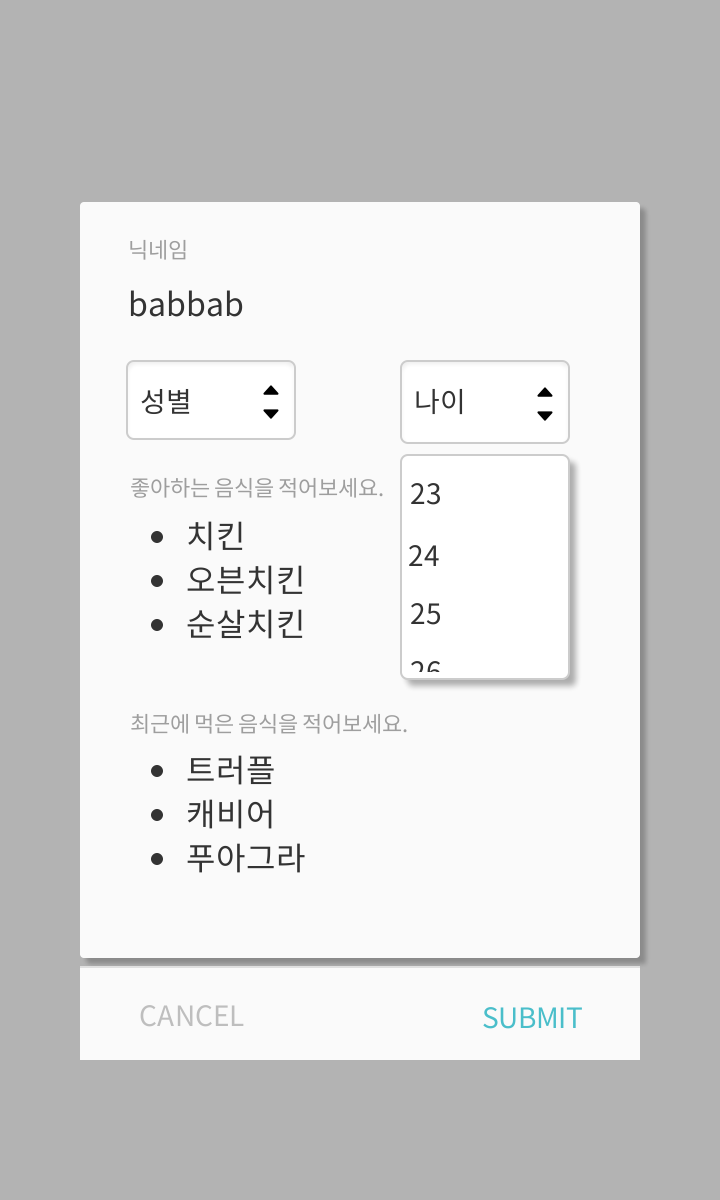 닉네임
babbab
성별
나이
좋아하는 음식을 적어보세요.
• 치킨
• 오븐치킨
• 순살치킨
23
24
25
26
최근에 먹은 음식을 적어보세요.
• 트러플
• 캐비어
• 푸아그라
CANCEL
SUBMIT